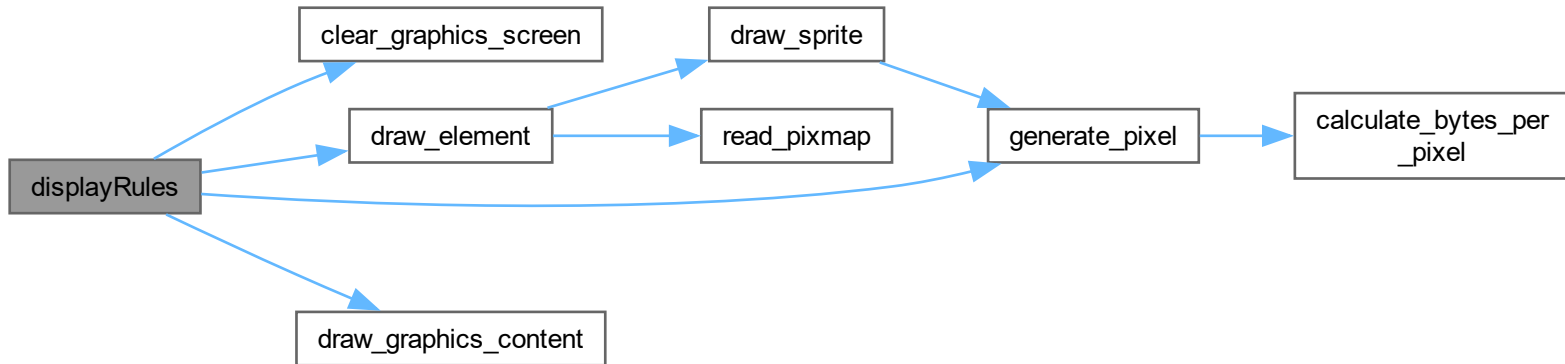 clear_graphics_screen
draw_sprite
draw_element
read_pixmap
generate_pixel
calculate_bytes_per
_pixel
displayRules
draw_graphics_content